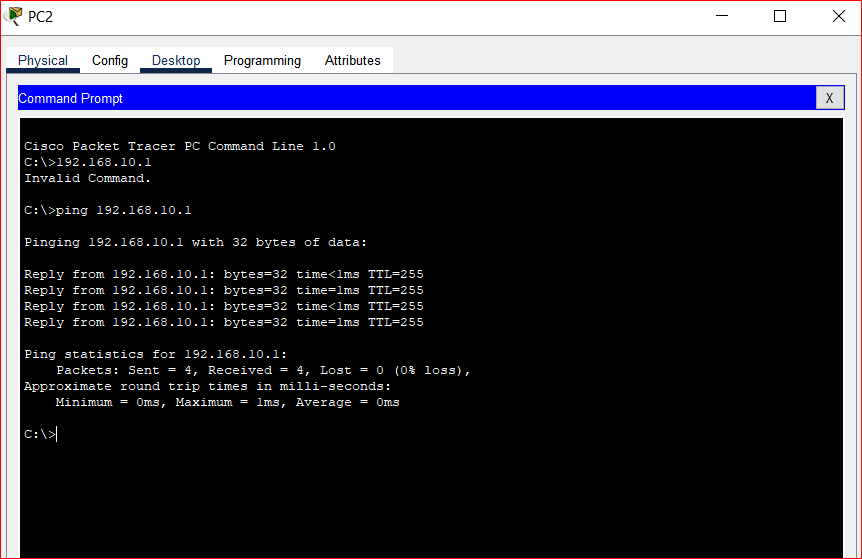 PC2
Physical Config Desktop Programming Attributes
Command Prompt
X
Cisco Packet Tracer PC Command Line 1.0
C:\>192.168.10.1
Invalid Command.
C:\>ping 192.168.10.1
Pinging 192.168.10.1 with 32 bytes of data:
Reply from 192.168.10.1: bytes=32 time<1ms TTL=255
Reply from 192.168.10.1: bytes=32 time=1ms TTL=255
Reply from 192.168.10.1: bytes=32 time<1ms TTL=255
Reply from 192.168.10.1: bytes=32 time=1ms TTL=255
Ping statistics for 192.168.10.1:
Packets: Sent = 4, Received = 4, Lost = 0 (0% loss),
Approximate round trip times in milli-seconds:
Minimum = 0ms, Maximum = 1ms, Average = 0ms
C:\>